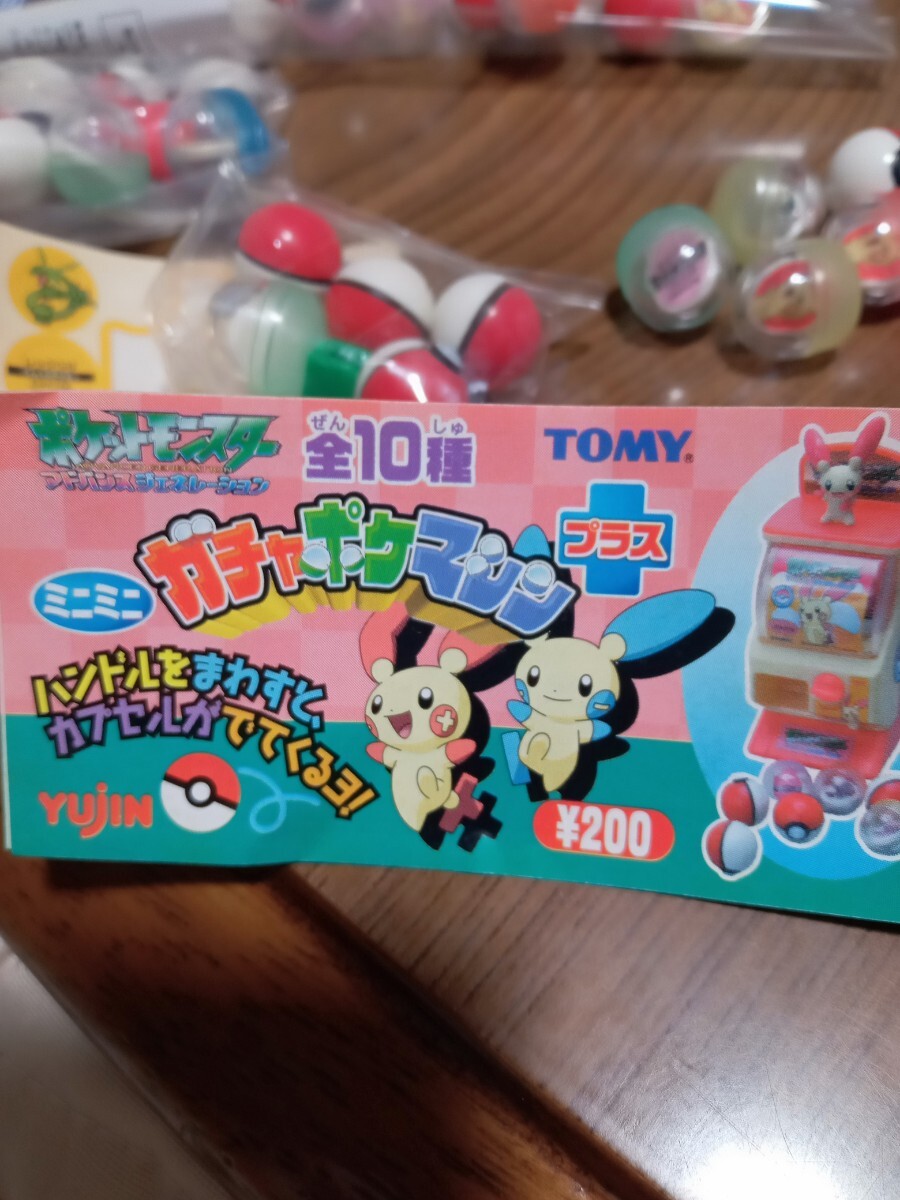 ポケットモンスター
アドバンスジェネレーション
ぜん しゅ
全10種
TOMY®
ミニミニ
ガチャポケマシン
プラス
ハンドルをまわすと、
カプセルがでてくるヨ!
YUJIN
¥200